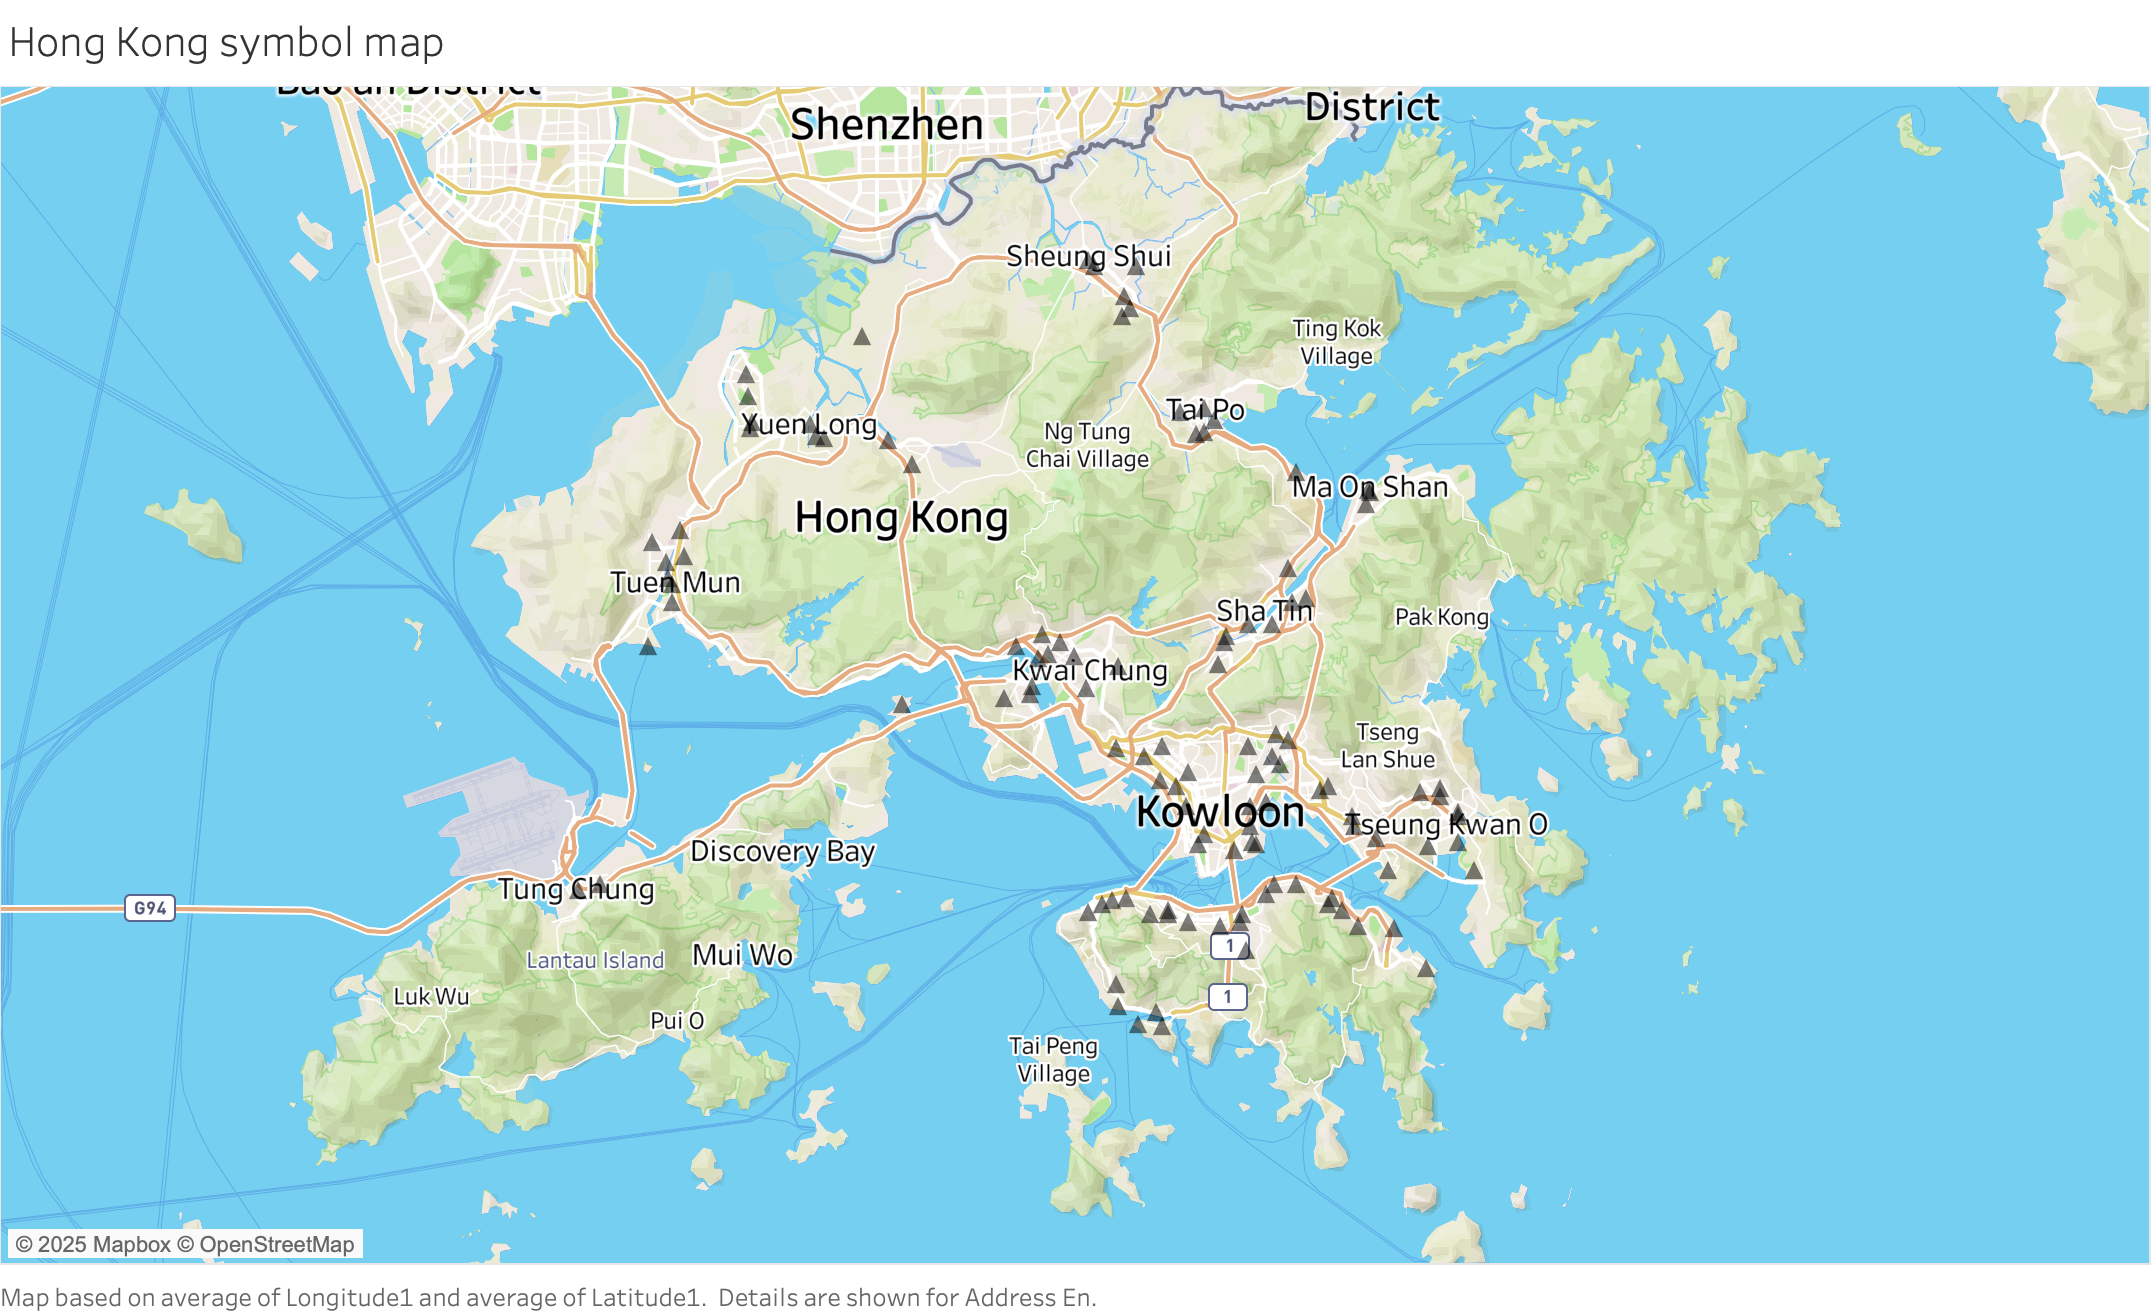 Hong Kong symbol map
Bao'an District
Shenzhen
District
Sheung Shui
Ting Kok
Village
Yuen Long
Tai Po
Ng Tung
Chai Village
Ma On Shan
Hong Kong
Tuen Mun
Sha Tin
Pak Kong
Kwai Chung
Tseng
Lan Shue
Kowloon
Tseung Kwan O
Discovery Bay
Tung Chung
G94
1
Mui Wo
Lantau Island
Luk Wu
1
Pui O
Tai Peng
Village
© 2025 Mapbox © OpenStreetMap
Map based on average of Longitude1 and average of Latitude1. Details are shown for Address En.